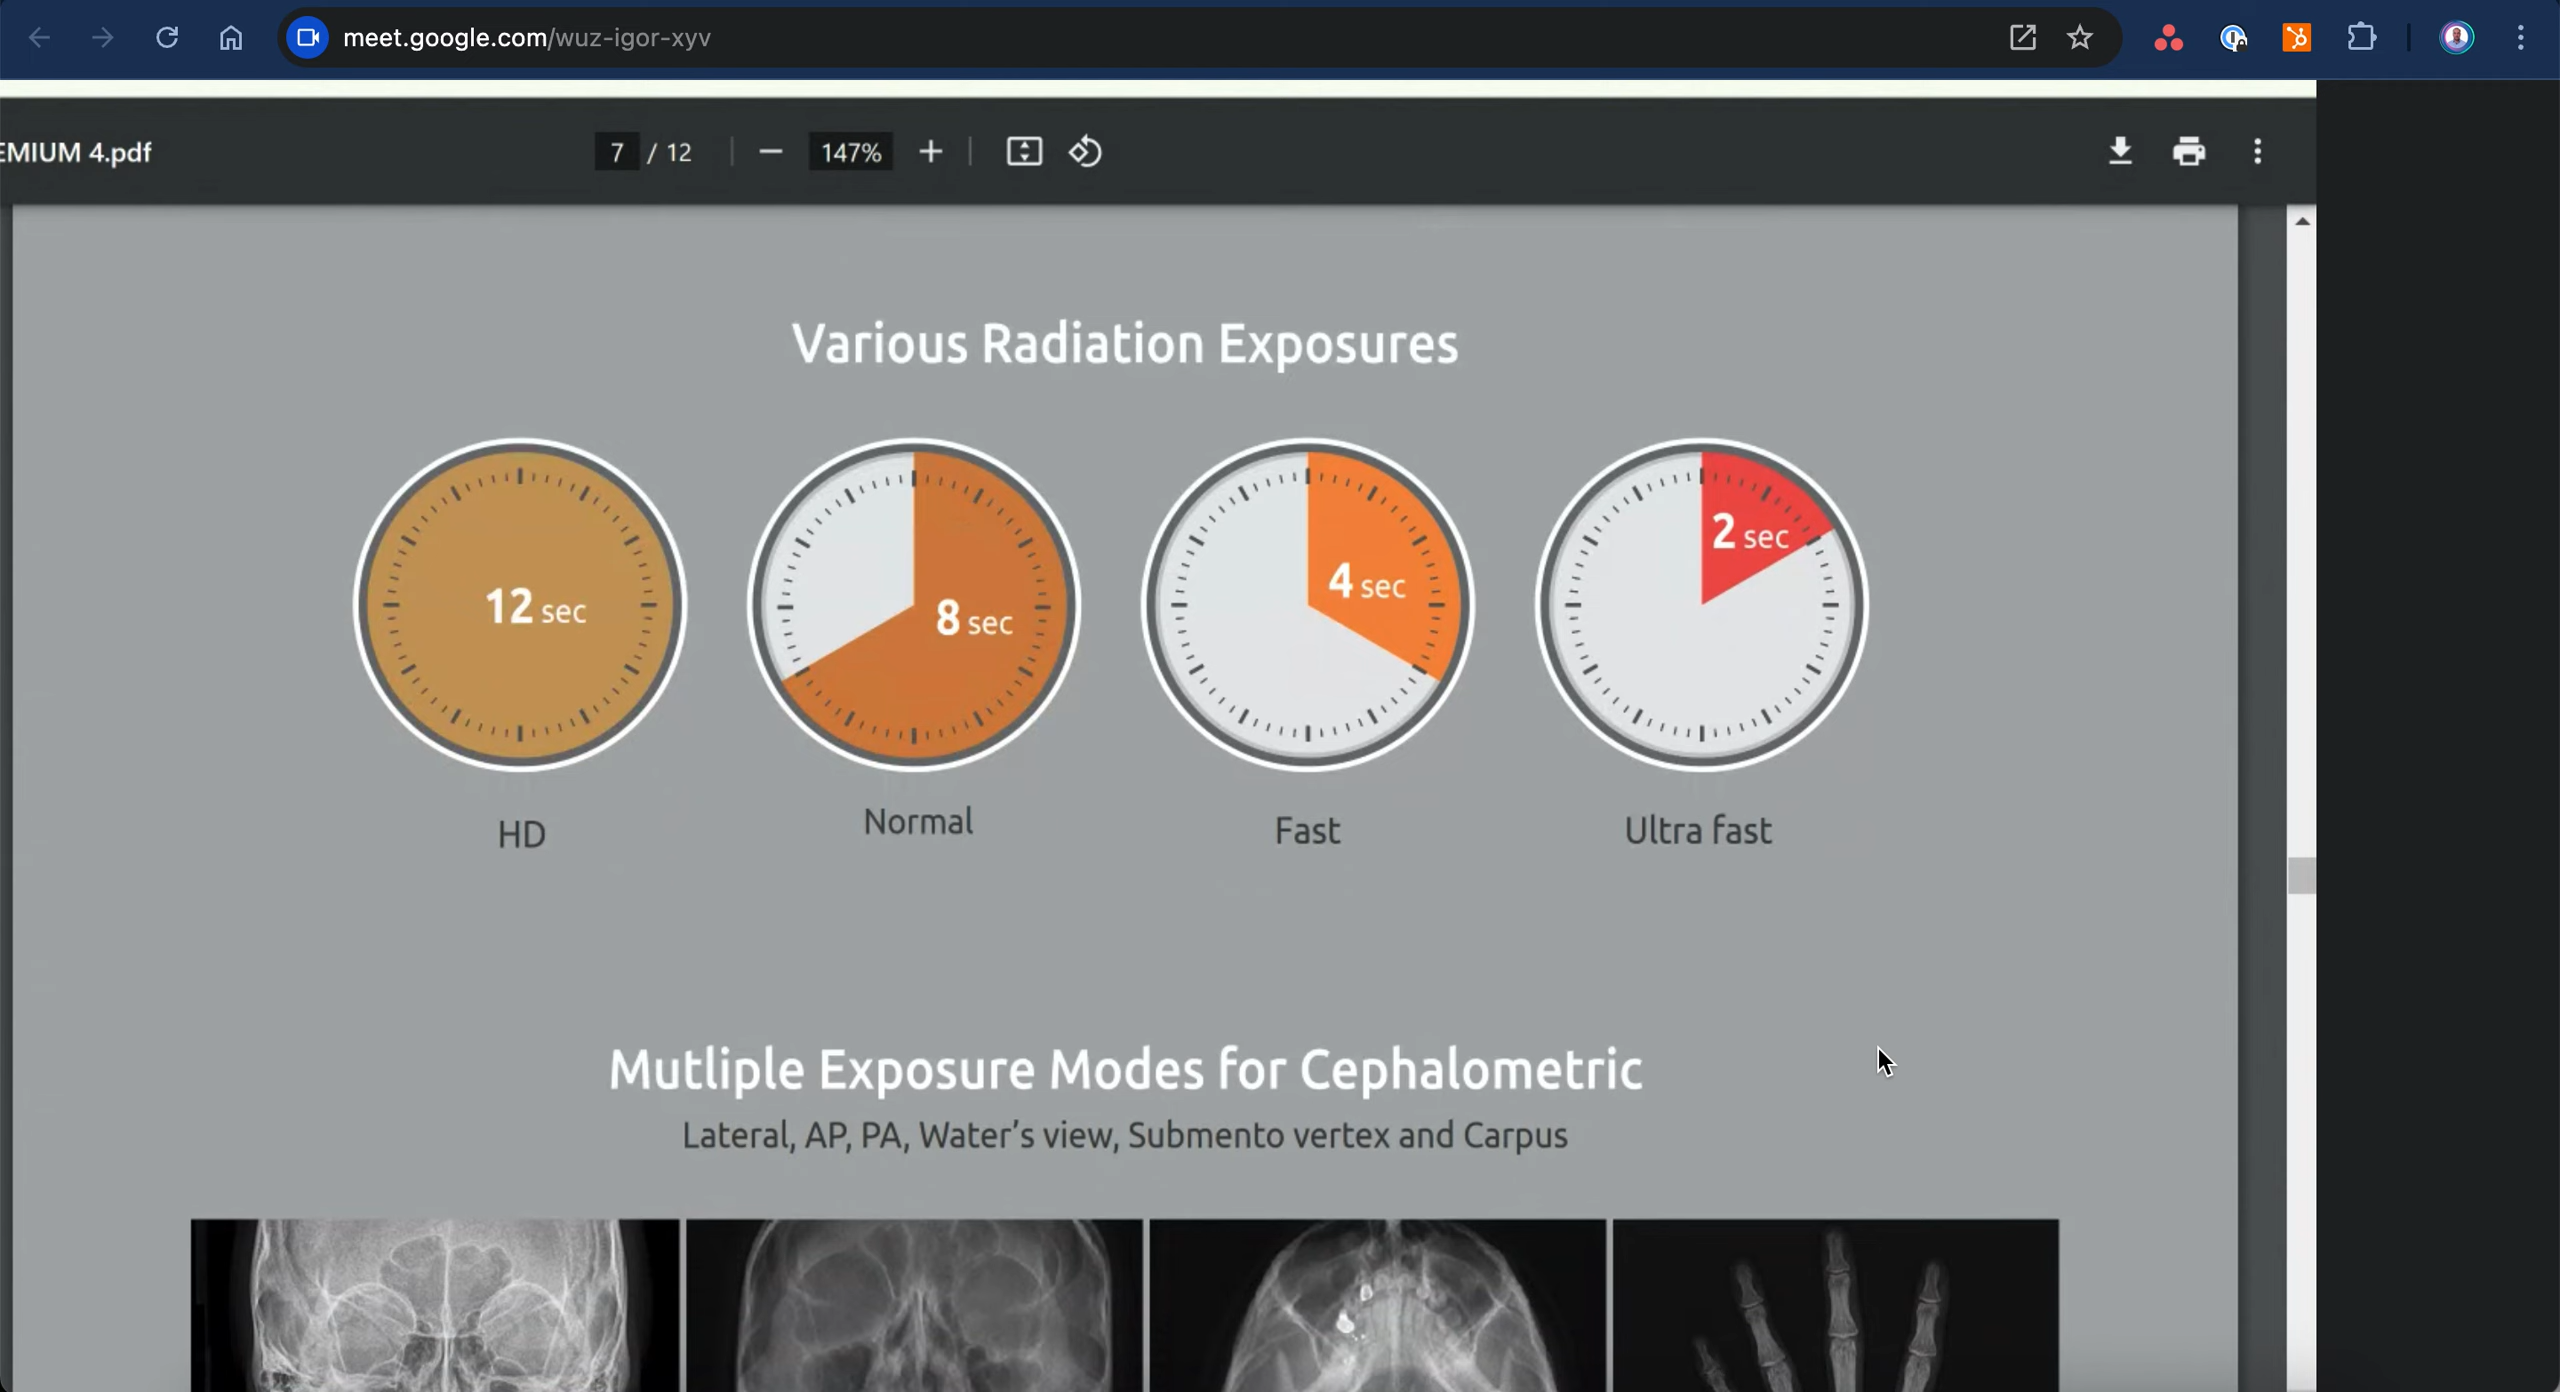 meet.google.com/wuz-igor-xyv
EMIUM 4.pdf
7 / 12
147%
Various Radiation Exposures
12 sec
8 sec
4 sec
2 sec
HD
Normal
Fast
Ultra fast
Mutliple Exposure Modes for Cephalometric
Lateral, AP, PA, Water’s view, Submento vertex and Carpus